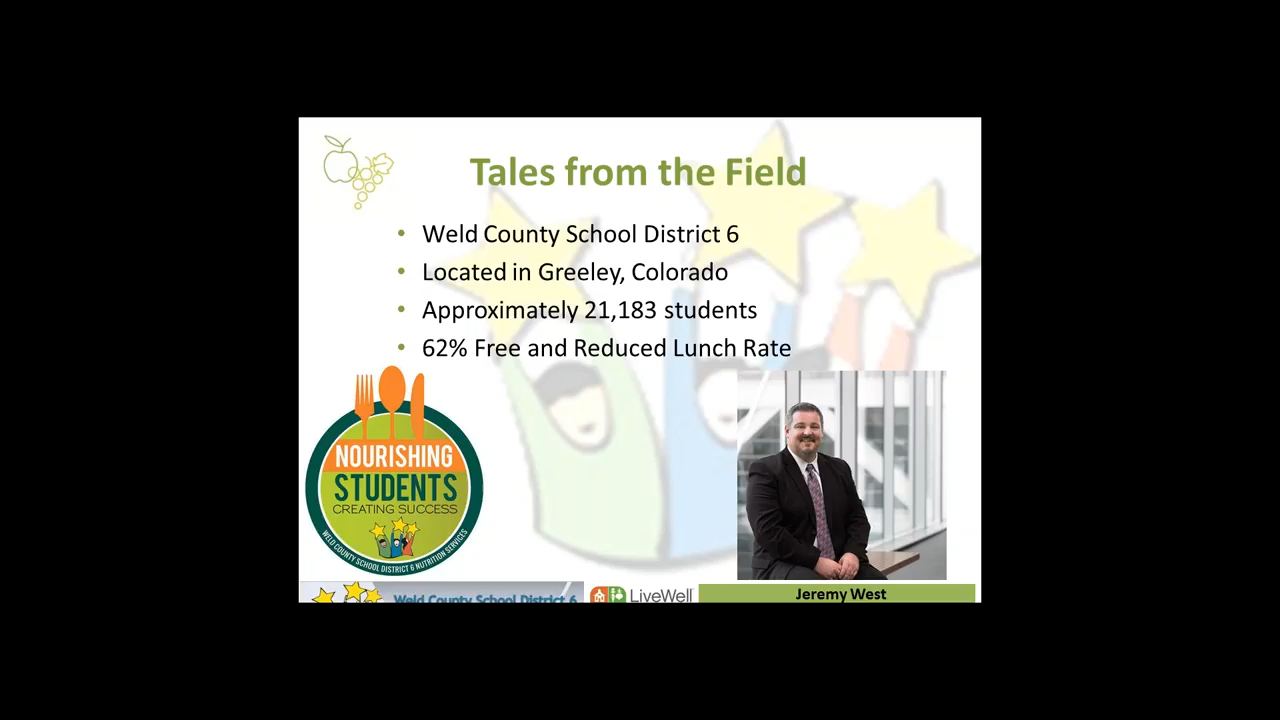 Tales from the Field
• Weld County School District 6
• Located in Greeley, Colorado
• Approximately 21,183 students
• 62% Free and Reduced Lunch Rate
NOURISHING
STUDENTS
CREATING SUCCESS
WELD COUNTY SCHOOL DISTRICT 6 NUTRITION SERVICES
Weld County School District 6
LiveWell
Jeremy West